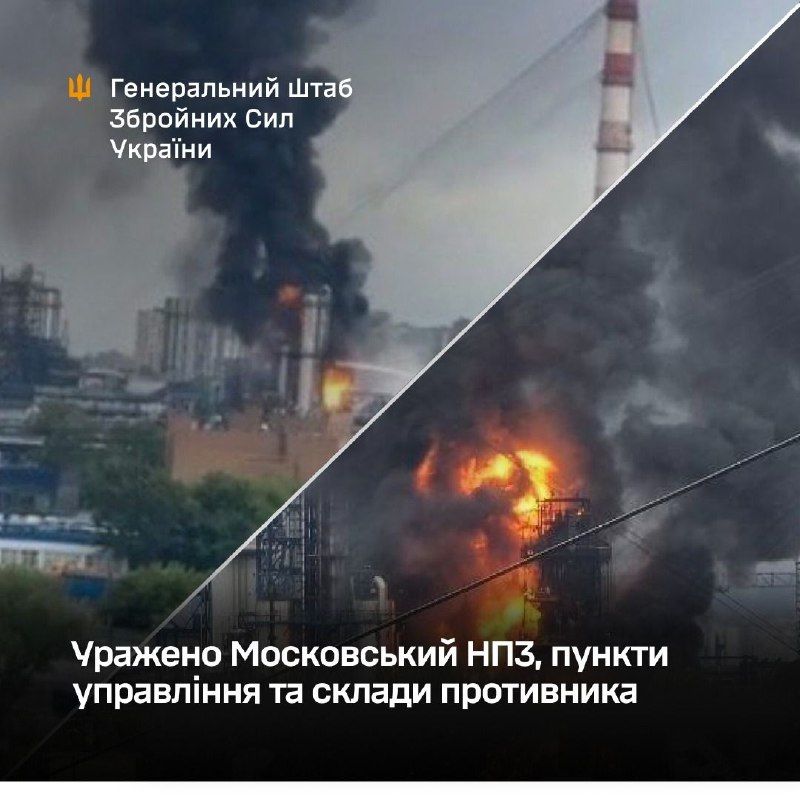 Генеральний штаб
Збройних Сил
України
Уражено Московський НПЗ, пункти
управління та склади противника